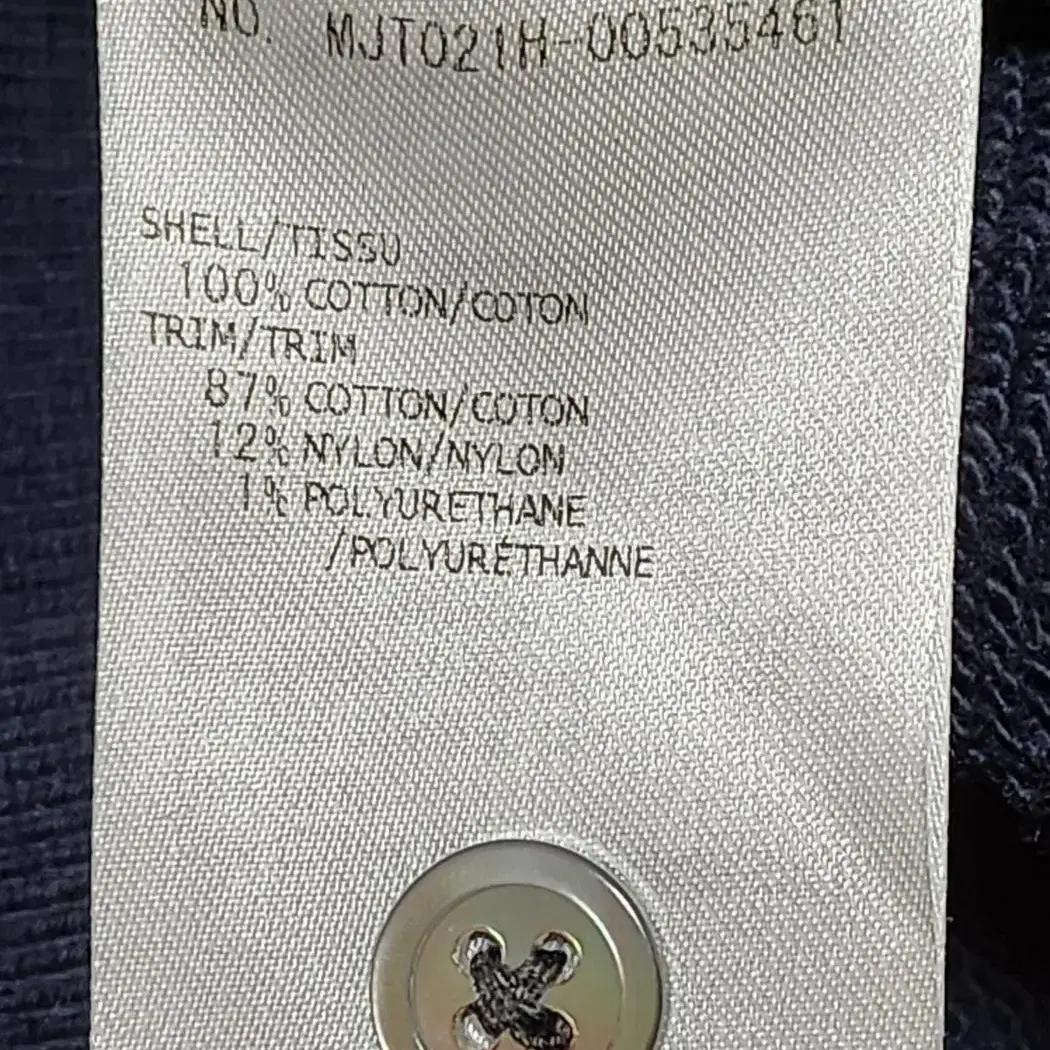 NO. MJT021H-00535461
SHELL/TISSU
100% COTTON/COTON
TRIM/TRIM
87% COTTON/COTON
12% NYLON/NYLON
1% POLYURETHANE
/POLYURÉTHANNE